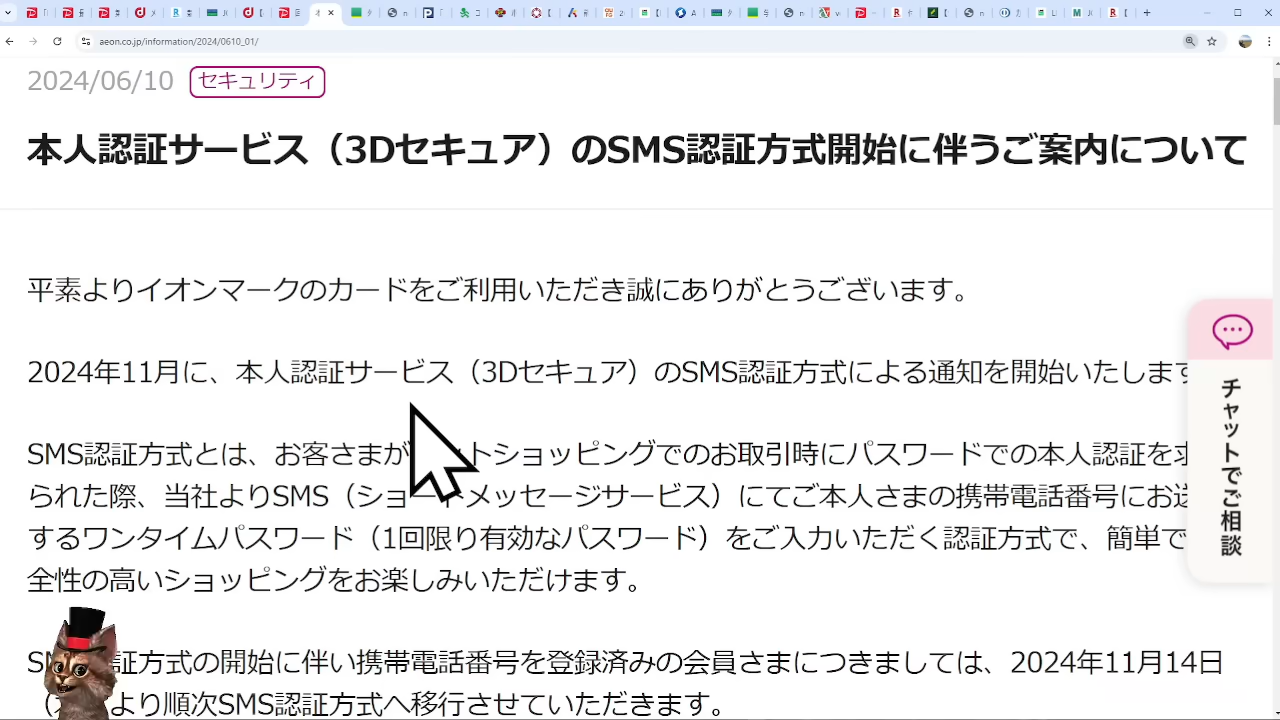 aeon.co.jp/information/2024/0610_01/
2024/06/10 セキュリティ
本人認証サービス（3Dセキュア）のSMS認証方式開始に伴うご案内について
平素よりイオンマークのカードをご利用いただき誠にありがとうございます。
2024年11月に、本人認証サービス（3Dセキュア）のSMS認証方式による通知を開始いたします
SMS認証方式とは、お客さまが トショッピングでのお取引時にパスワードでの本人認証を求
られた際、当社よりSMS（ショートメッセージサービス）にてご本人さまの携帯電話番号にお送
するワンタイムパスワード（1回限り有効なパスワード）をご入力いただく認証方式で、簡単で
全性の高いショッピングをお楽しみいただけます。
証方式の開始に伴い携帯電話番号を登録済みの会員さまにつきましては、2024年11月14日
より順次SMS認証方式へ移行させていただきます。
チャットでご相談